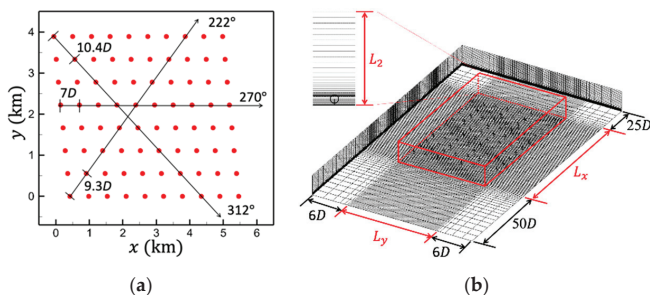 222°
10.4D
7D
270°
9.3D
312°
4
3
2
1
0
y (km)
0 1 2 3 4 5 6
x (km)
(a)
L₂
25D
Lₓ
50D
6D
L_y
6D
(b)